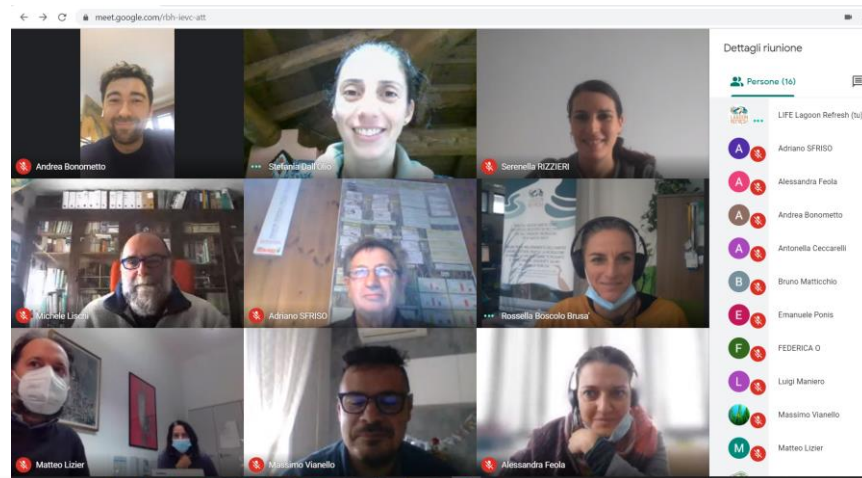 meet.google.com/rbh-ievc-att
Andrea Bonometto
Stefania Dall'Olio
Serenella RIZZIERI
Michele Lischi
Adriano SFRISO
Rossella Boscolo Brusa'
Matteo Lizier
Massimo Vianello
Alessandra Feola
Dettagli riunione
Persone (16)
LIFE Lagoon Refresh (tu)
A Adriano SFRISO
A Alessandra Feola
A Andrea Bonometto
A Antonella Ceccarelli
B Bruno Matticchio
E Emanuele Ponis
F FEDERICA O
L Luigi Maniero
Massimo Vianello
M Matteo Lizier